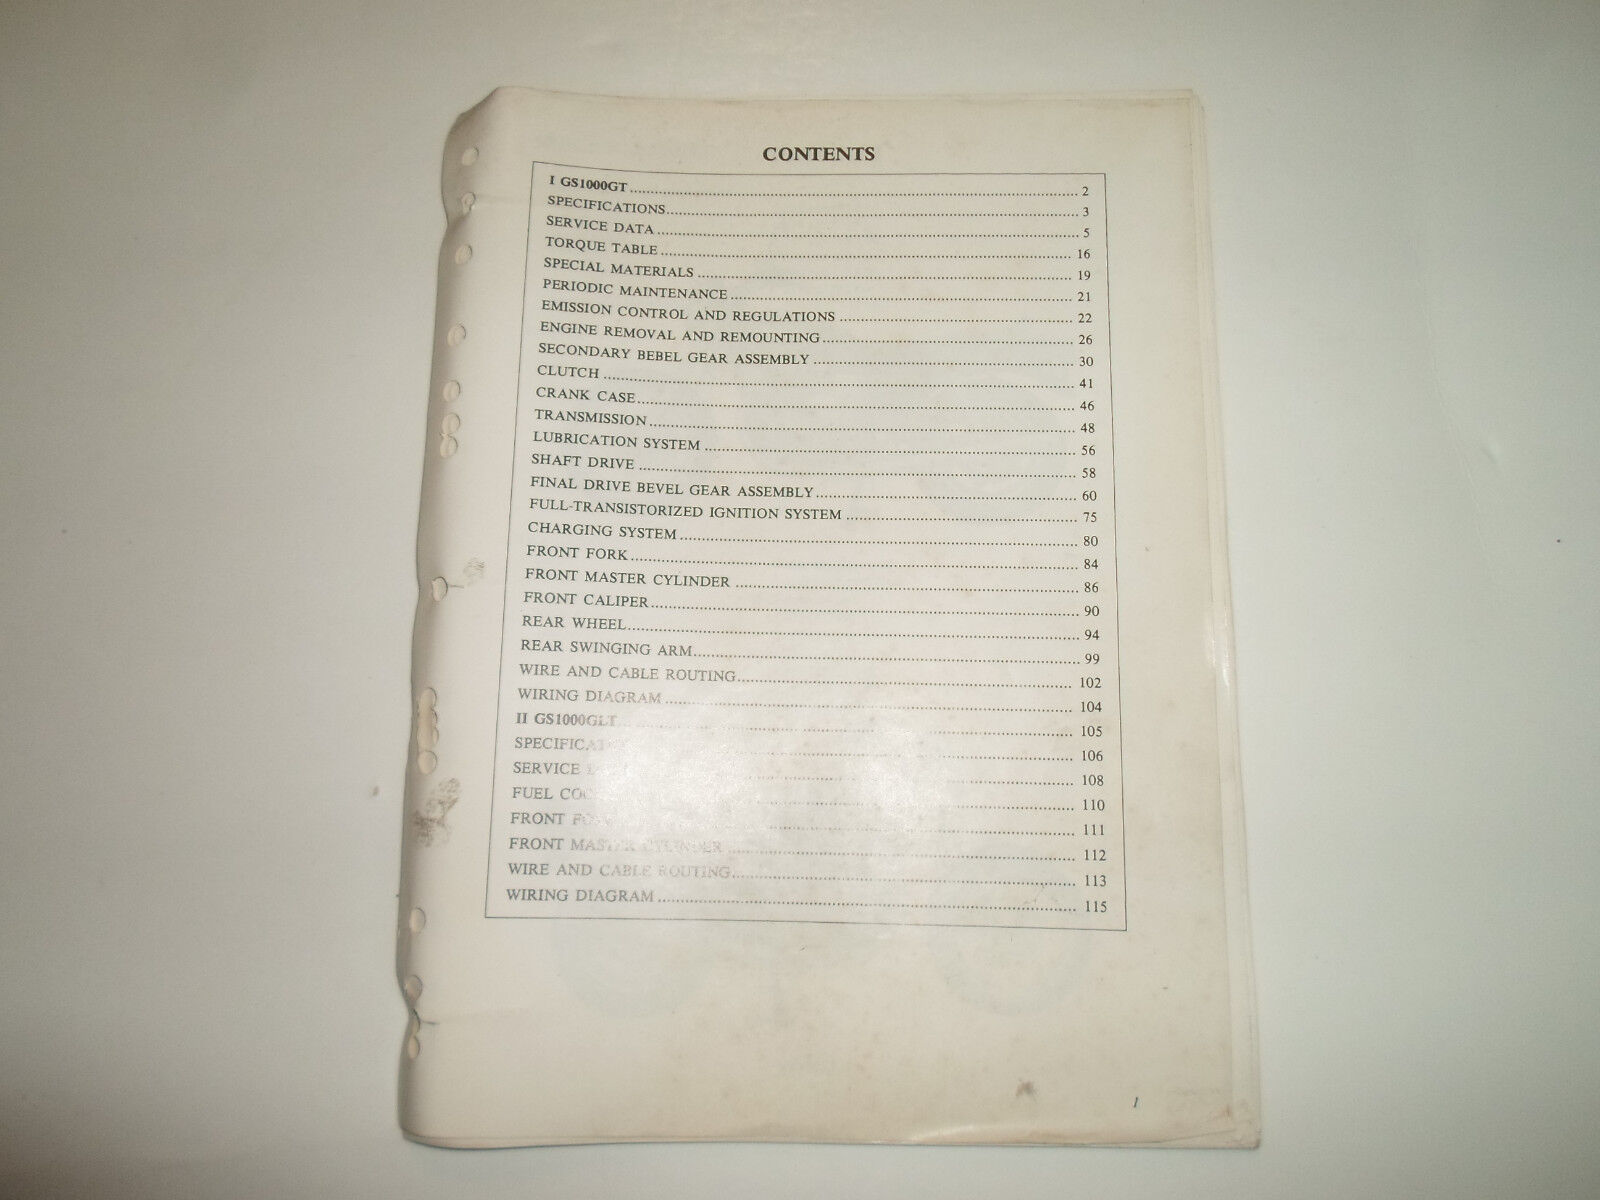 CONTENTS
I GS1000GT 2
SPECIFICATIONS 3
SERVICE DATA 5
TORQUE TABLE 16
SPECIAL MATERIALS 19
PERIODIC MAINTENANCE 21
EMISSION CONTROL AND REGULATIONS 22
ENGINE REMOVAL AND REMOUNTING 26
SECONDARY BEBEL GEAR ASSEMBLY 30
CLUTCH 41
CRANK CASE 46
TRANSMISSION 48
LUBRICATION SYSTEM 56
SHAFT DRIVE 58
FINAL DRIVE BEVEL GEAR ASSEMBLY 60
FULL-TRANSISTORIZED IGNITION SYSTEM 75
CHARGING SYSTEM 80
FRONT FORK 84
FRONT MASTER CYLINDER 86
FRONT CALIPER 90
REAR WHEEL 94
REAR SWINGING ARM 99
WIRE AND CABLE ROUTING 102
WIRING DIAGRAM 104
II GS1000GLT 105
106
SERVICE 108
FUEL 110
FRONT 111
FRONT MASTER CYLINDER 112
WIRE AND CABLE ROUTING 113
WIRING DIAGRAM 115
1